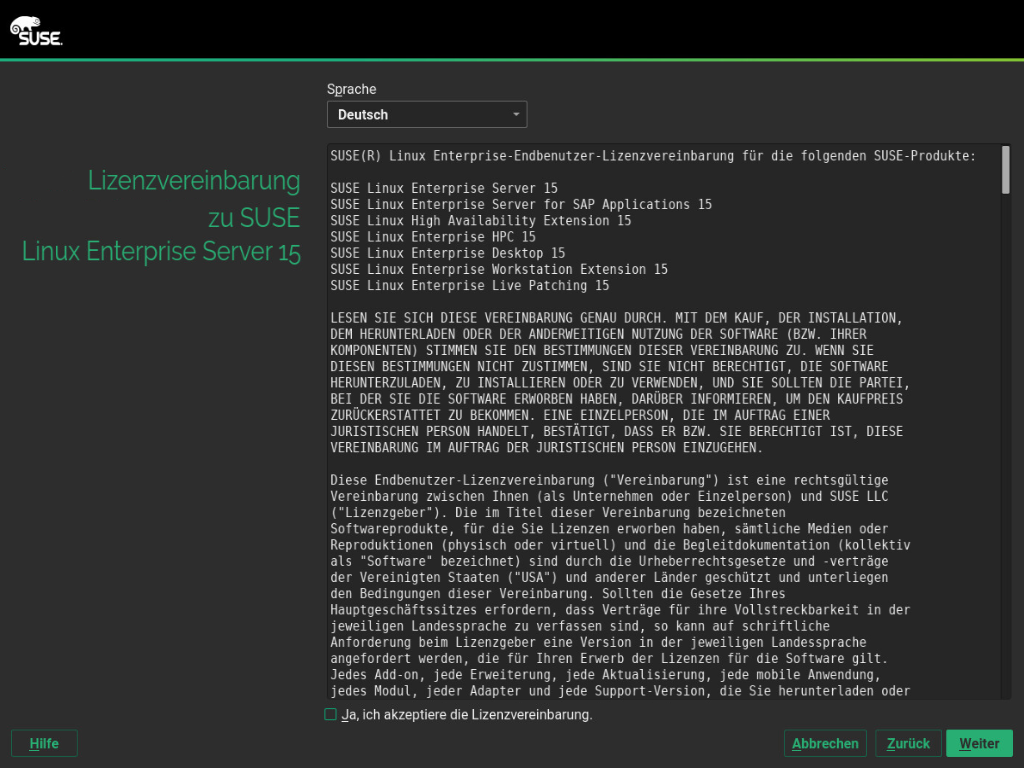 SUSE
Sprache
Deutsch
Lizenzvereinbarung
zu SUSE
Linux Enterprise Server 15
SUSE(R) Linux Enterprise-Endbenutzer-Lizenzvereinbarung für die folgenden SUSE-Produkte:
SUSE Linux Enterprise Server 15
SUSE Linux Enterprise Server for SAP Applications 15
SUSE Linux High Availability Extension 15
SUSE Linux Enterprise HPC 15
SUSE Linux Enterprise Desktop 15
SUSE Linux Enterprise Workstation Extension 15
SUSE Linux Enterprise Live Patching 15
LESEN SIE SICH DIESE VEREINBARUNG GENAU DURCH. MIT DEM KAUF, DER INSTALLATION,
DEM HERUNTERLADEN ODER DER ANDERWEITIGEN NUTZUNG DER SOFTWARE (BZW. IHRER
KOMPONENTEN) STIMMEN SIE DEN BESTIMMUNGEN DIESER VEREINBARUNG ZU. WENN SIE
DIESEN BESTIMMUNGEN NICHT ZUSTIMMEN, SIND SIE NICHT BERECHTIGT, DIE SOFTWARE
HERUNTERZULADEN, ZU INSTALLIEREN ODER ZU VERWENDEN, UND SIE SOLLTEN DIE PARTEI,
BEI DER SIE DIE SOFTWARE ERWORBEN HABEN, DARÜBER INFORMIEREN, UM DEN KAUFPREIS
ZURÜCKERSTATTET ZU BEKOMMEN. EINE EINZELPERSON, DIE IM AUFTRAG EINER
JURISTISCHEN PERSON HANDELT, BESTÄTIGT, DASS ER BZW. SIE BERECHTIGT IST, DIESE
VEREINBARUNG IM AUFTRAG DER JURISTISCHEN PERSON EINZUGEHEN.
Diese Endbenutzer-Lizenzvereinbarung ("Vereinbarung") ist eine rechtsgültige
Vereinbarung zwischen Ihnen (als Unternehmen oder Einzelperson) und SUSE LLC
("Lizenzgeber"). Die im Titel dieser Vereinbarung bezeichneten
Softwareprodukte, für die Sie Lizenzen erworben haben, sämtliche Medien oder
Reproduktionen (physisch oder virtuell) und die Begleitdokumentation (kollektiv
als "Software" bezeichnet) sind durch die Urheberrechtsgesetze und -verträge
der Vereinigten Staaten ("USA") und anderer Länder geschützt und unterliegen
den Bedingungen dieser Vereinbarung. Sollten die Gesetze Ihres
Hauptgeschäftssitzes erfordern, dass Verträge für ihre Vollstreckbarkeit in der
jeweiligen Landessprache zu verfassen sind, so kann auf schriftliche
Anforderung beim Lizenzgeber eine Version in der jeweiligen Landessprache
angefordert werden, die für Ihren Erwerb der Lizenzen für die Software gilt.
Jedes Add-on, jede Erweiterung, jede Aktualisierung, jede mobile Anwendung,
jedes Modul, jeder Adapter und jede Support-Version, die Sie herunterladen oder
Ja, ich akzeptiere die Lizenzvereinbarung.
Hilfe
Abbrechen
Zurück
Weiter